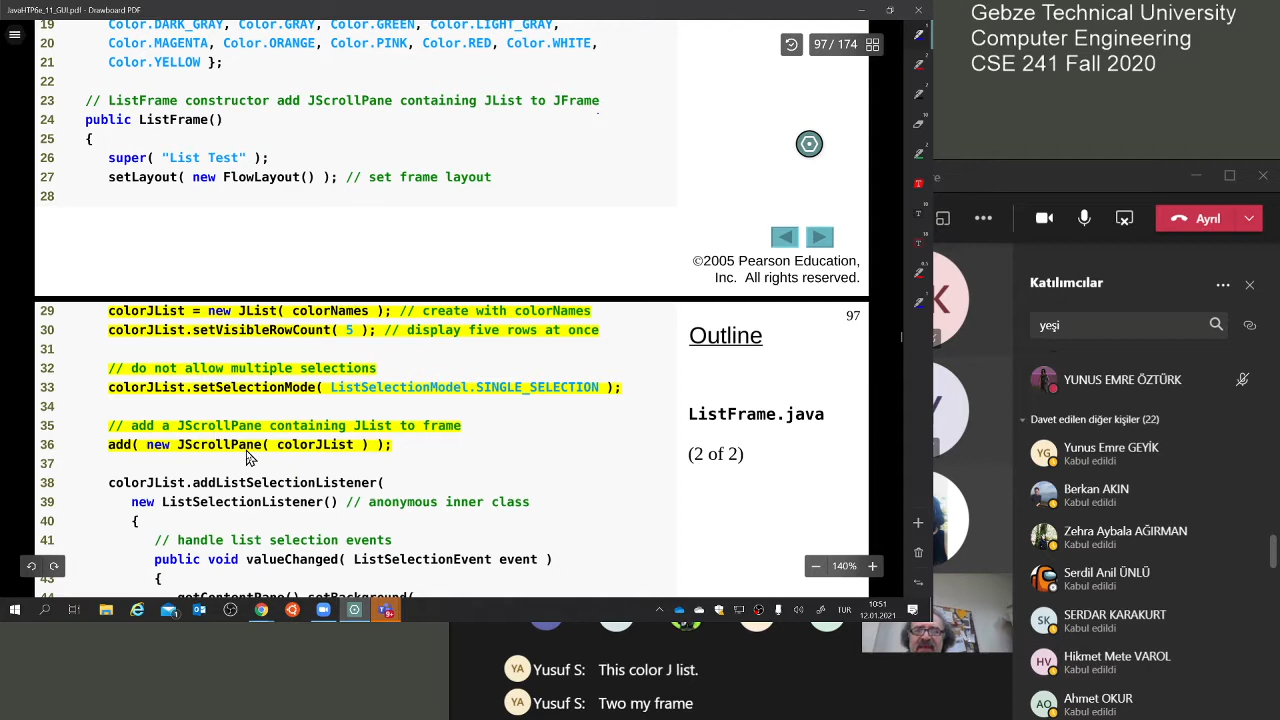 JavaHTP6e_11_GUI.pdf - Drawboard PDF
19 Color.DARK_GRAY, Color.GRAY, Color.GREEN, Color.LIGHT_GRAY,
20 Color.MAGENTA, Color.ORANGE, Color.PINK, Color.RED, Color.WHITE,
21 Color.YELLOW };
22
23 // ListFrame constructor add JScrollPane containing JList to JFrame
24 public ListFrame()
25 {
26 super( "List Test" );
27 setLayout( new FlowLayout() ); // set frame layout
28
97 / 174
©2005 Pearson Education,
Inc. All rights reserved.
29 colorJList = new JList( colorNames ); // create with colorNames
30 colorJList.setVisibleRowCount( 5 ); // display five rows at once
31
32 // do not allow multiple selections
33 colorJList.setSelectionMode( ListSelectionModel.SINGLE_SELECTION );
34
35 // add a JScrollPane containing JList to frame
36 add( new JScrollPane( colorJList ) );
37
38 colorJList.addListSelectionListener(
39 new ListSelectionListener() // anonymous inner class
40 {
41 // handle list selection events
42 public void valueChanged( ListSelectionEvent event )
43 {
getContentPane().setBackground(
97
Outline
ListFrame.java
(2 of 2)
140%
TUR
10:51
12.01.2021
Gebze Technical University
Computer Engineering
CSE 241 Fall 2020
Ayrıl
Katılımcılar
yeşi
YUNUS EMRE ÖZTÜRK
Davet edilen diğer kişiler (22)
YG Yunus Emre GEYİK
Kabul edildi
Berkan AKIN
Kabul edildi
Zehra Aybala AĞIRMAN
Kabul edildi
Serdil Anil ÜNLÜ
Kabul edildi
SK SERDAR KARAKURT
Kabul edildi
HV Hikmet Mete VAROL
Kabul edildi
AO Ahmet OKUR
Kabul edildi
K
Y
YA Yusuf S: This color J list.
YA Yusuf S: Two my frame